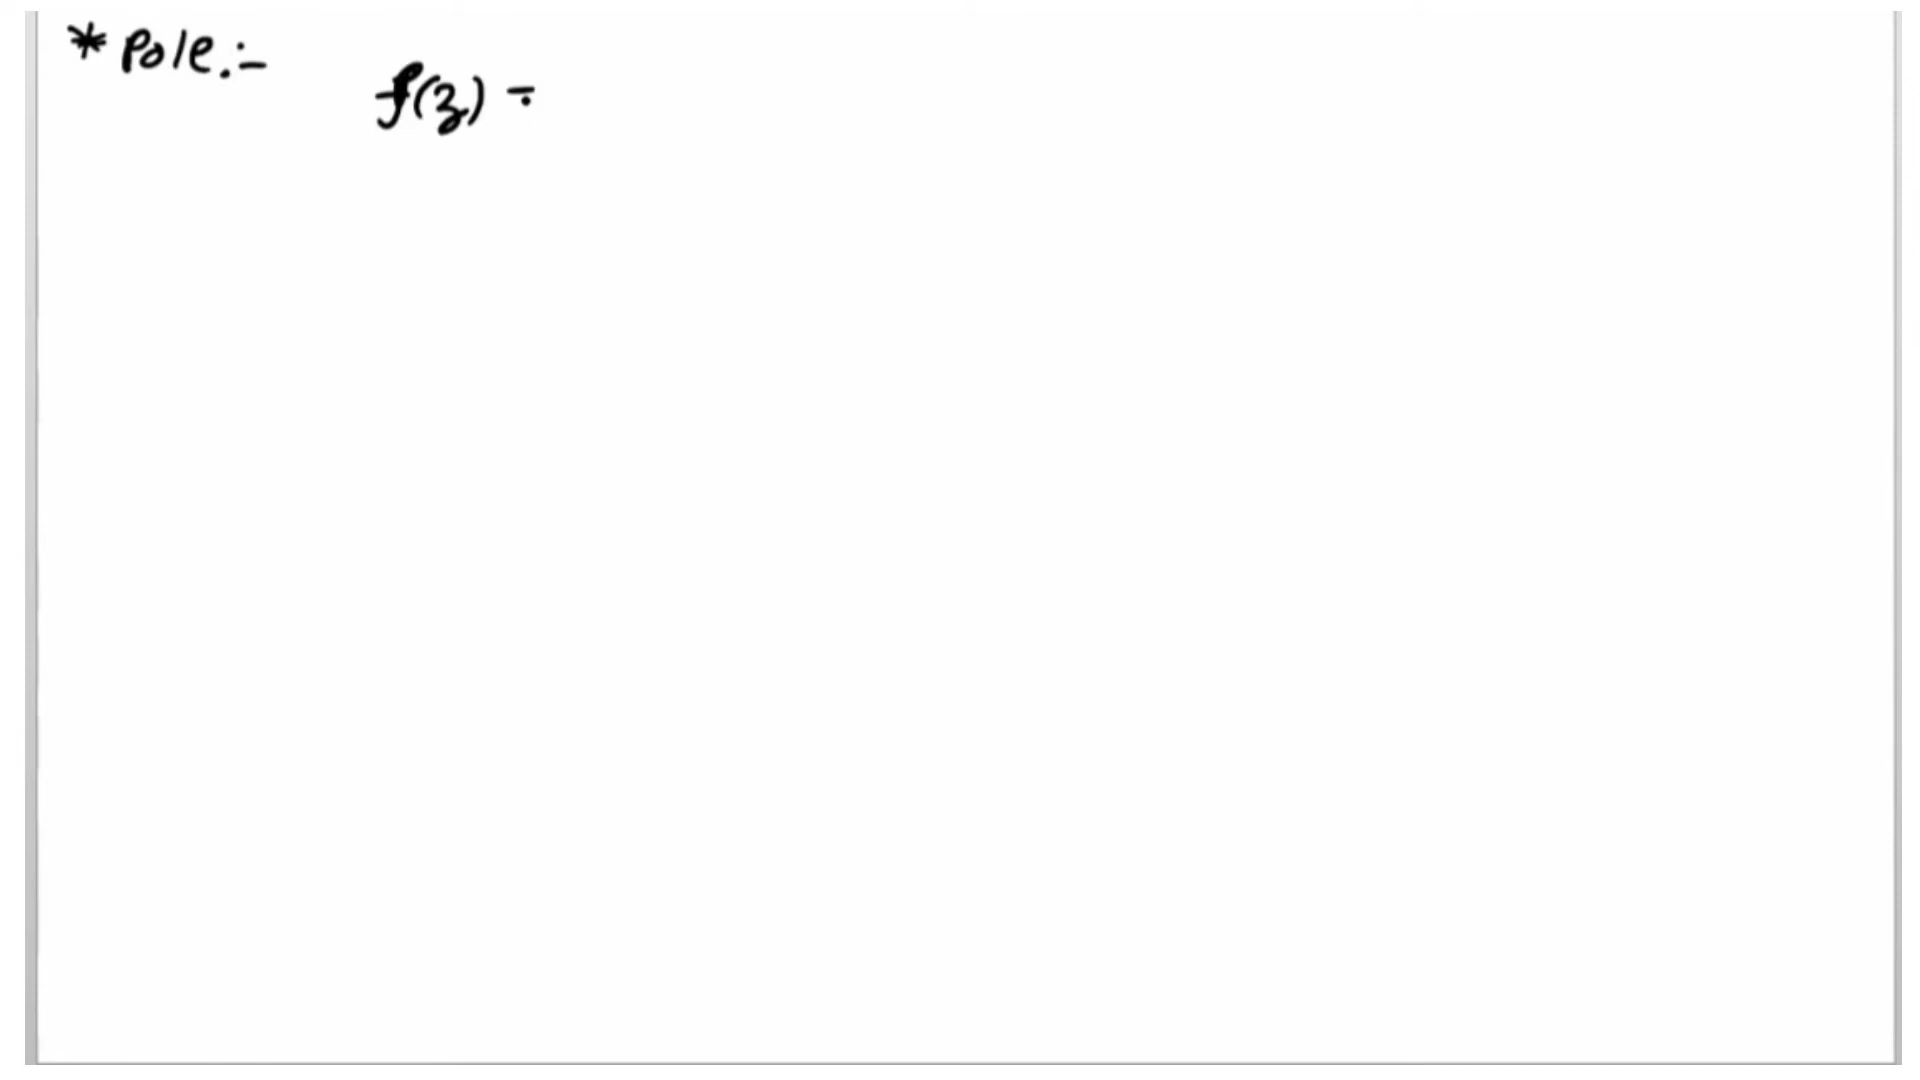 * Pole :-
f(z) =